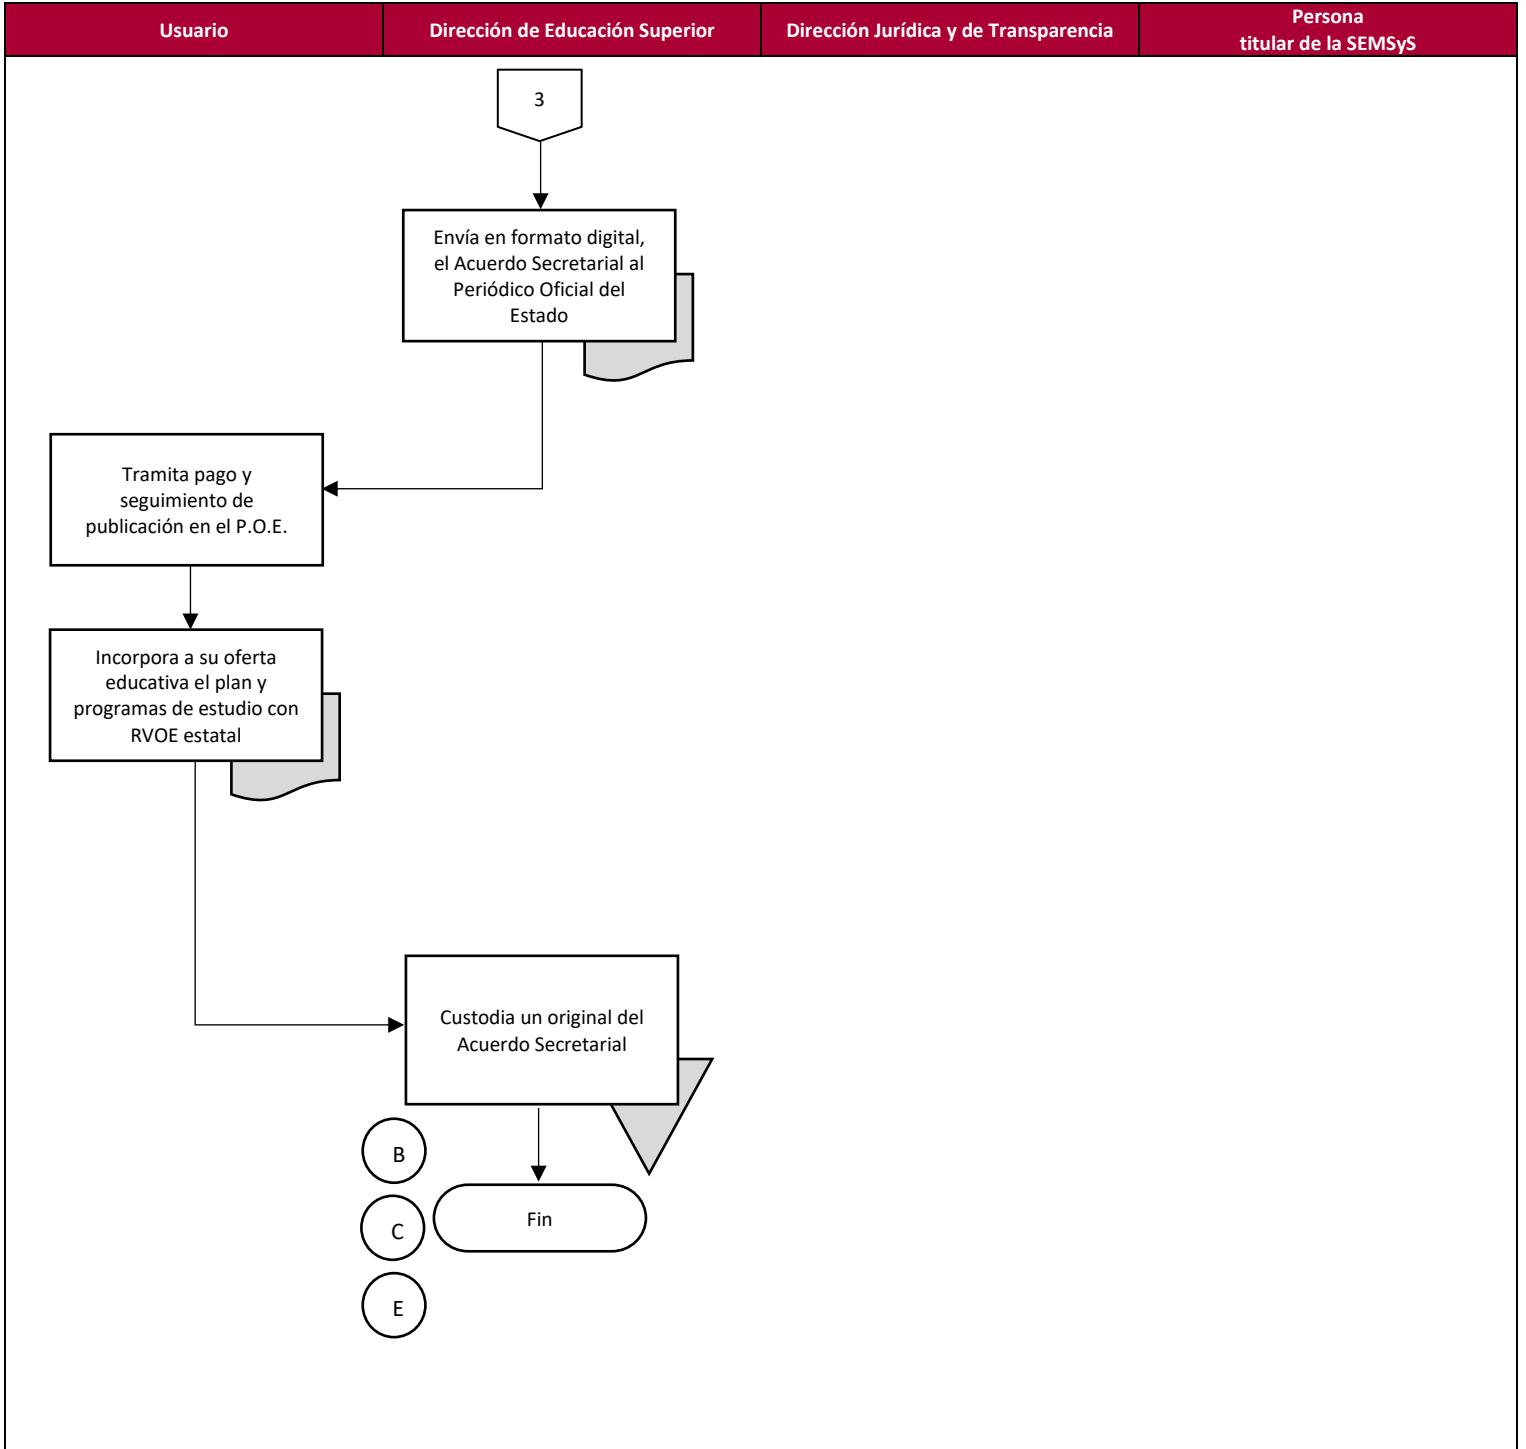 Usuario
Dirección de Educación Superior
Dirección Jurídica y de Transparencia
Persona
titular de la SEMSyS
3
Envía en formato digital,
el Acuerdo Secretarial al
Periódico Oficial del
Estado
Tramita pago y
seguimiento de
publicación en el P.O.E.
Incorpora a su oferta
educativa el plan y
programas de estudio con
RVOE estatal
Custodia un original del
Acuerdo Secretarial
B
C
Fin
E